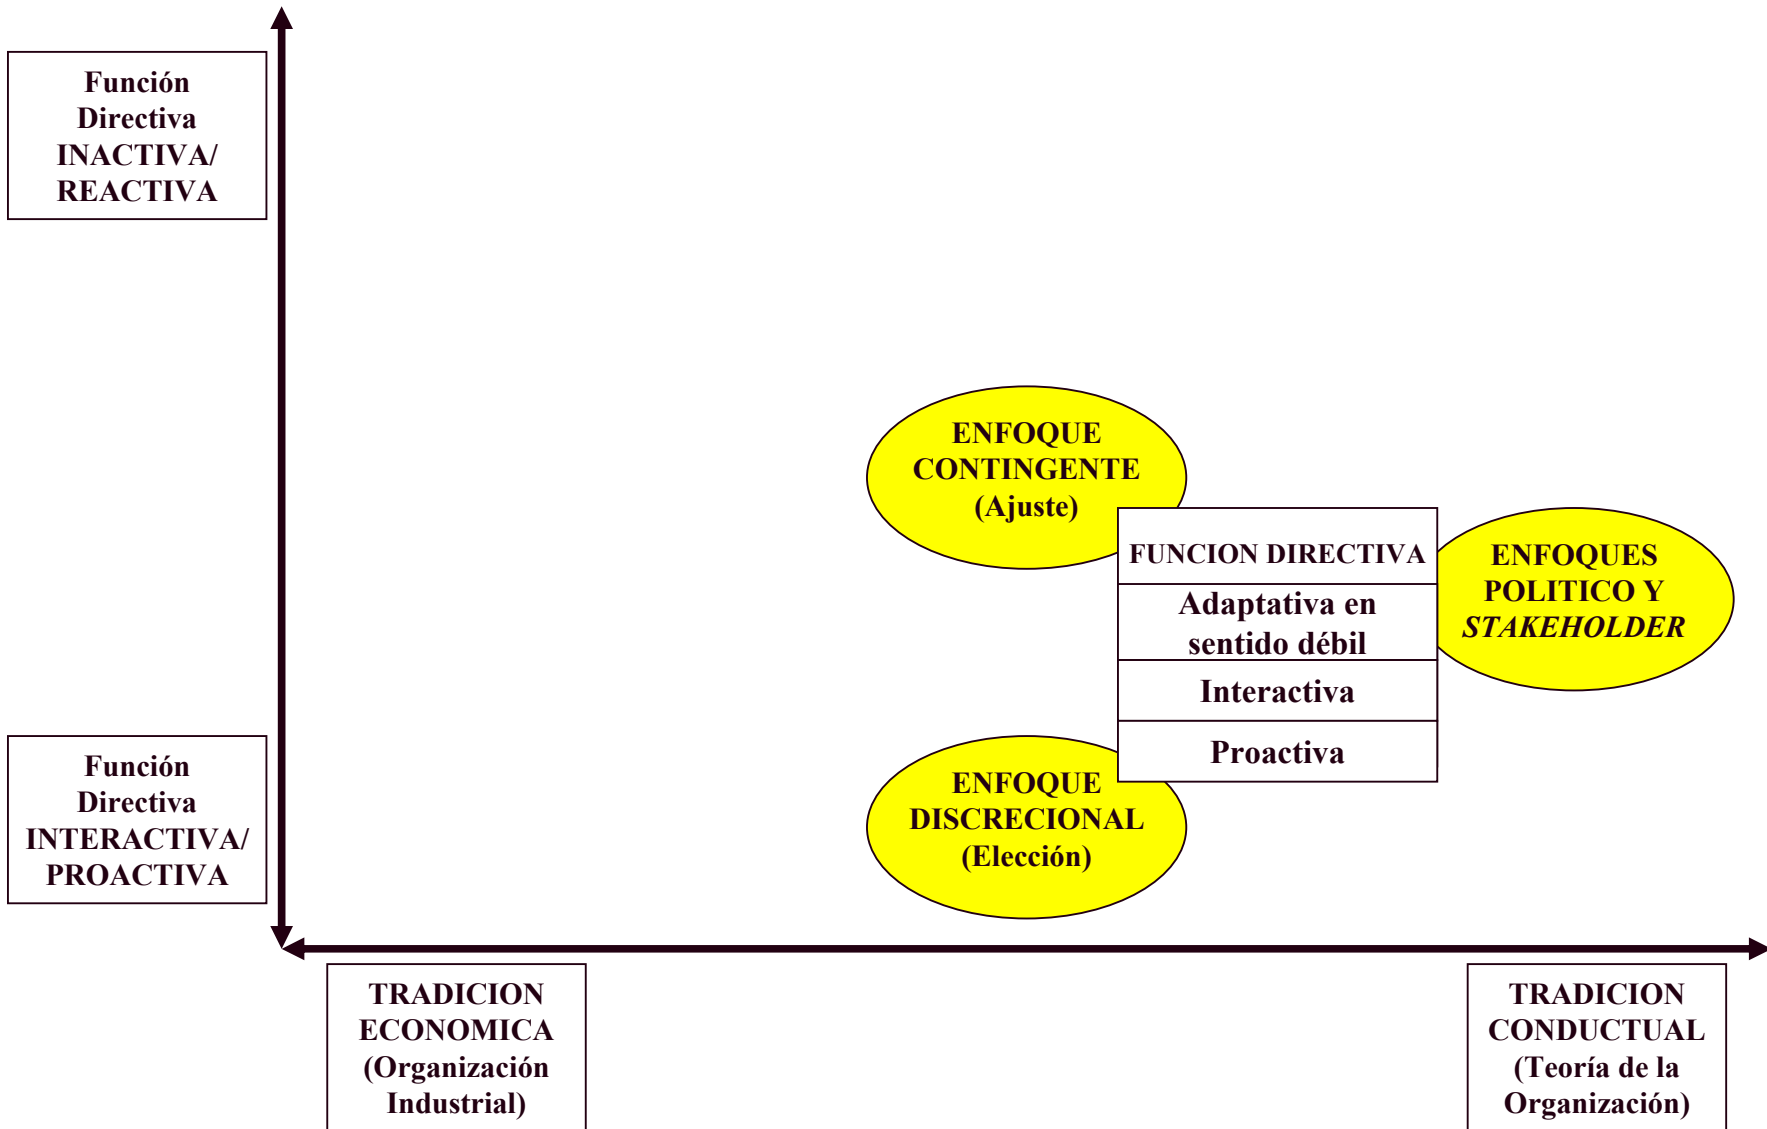 Función
Directiva
INACTIVA/
REACTIVA
ENFOQUE
CONTINGENTE
(Ajuste)
FUNCION DIRECTIVA
Adaptativa en
sentido débil
Interactiva
Proactiva
ENFOQUES
POLITICO Y
STAKEHOLDER
Función
Directiva
INTERACTIVA/
PROACTIVA
ENFOQUE
DISCRECIONAL
(Elección)
TRADICION
ECONOMICA
(Organización
Industrial)
TRADICION
CONDUCTUAL
(Teoría de la
Organización)